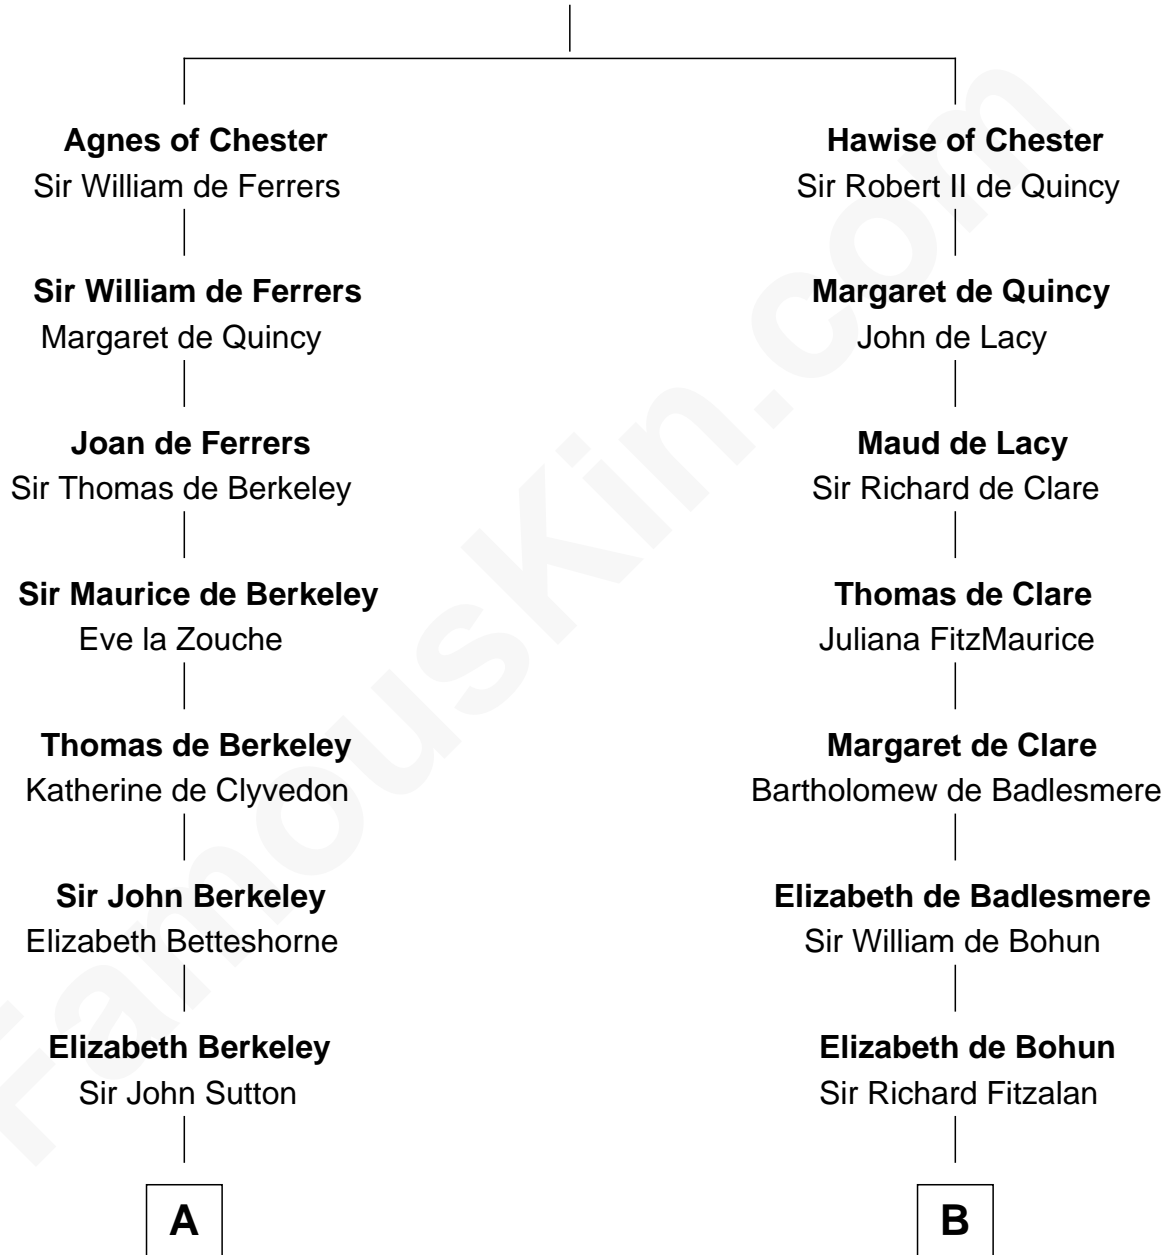 Agnes of Chester
Sir William de Ferrers
Sir William de Ferrers
Margaret de Quincy
Joan de Ferrers
Sir Thomas de Berkeley
Sir Maurice de Berkeley
Eve la Zouche
Thomas de Berkeley
Katherine de Clyvedon
Sir John Berkeley
Elizabeth Betteshorne
Elizabeth Berkeley
Sir John Sutton
A
Hawise of Chester
Sir Robert II de Quincy
Margaret de Quincy
John de Lacy
Maud de Lacy
Sir Richard de Clare
Thomas de Clare
Juliana FitzMaurice
Margaret de Clare
Bartholomew de Badlesmere
Elizabeth de Badlesmere
Sir William de Bohun
Elizabeth de Bohun
Sir Richard Fitzalan
B
FamousKin.com